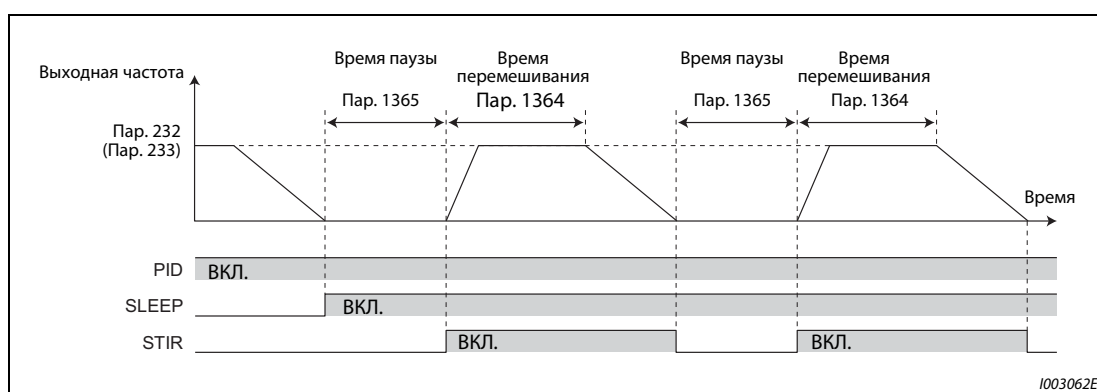 Выходная частота
Время паузы
Время перемешивания
Время паузы
Время перемешивания
Пар. 1365
Пар. 1364
Пар. 1365
Пар. 1364
Пар. 232
(Пар. 233)
Время
PID ВКЛ.
SLEEP ВКЛ.
STIR ВКЛ. ВКЛ.
I003062E